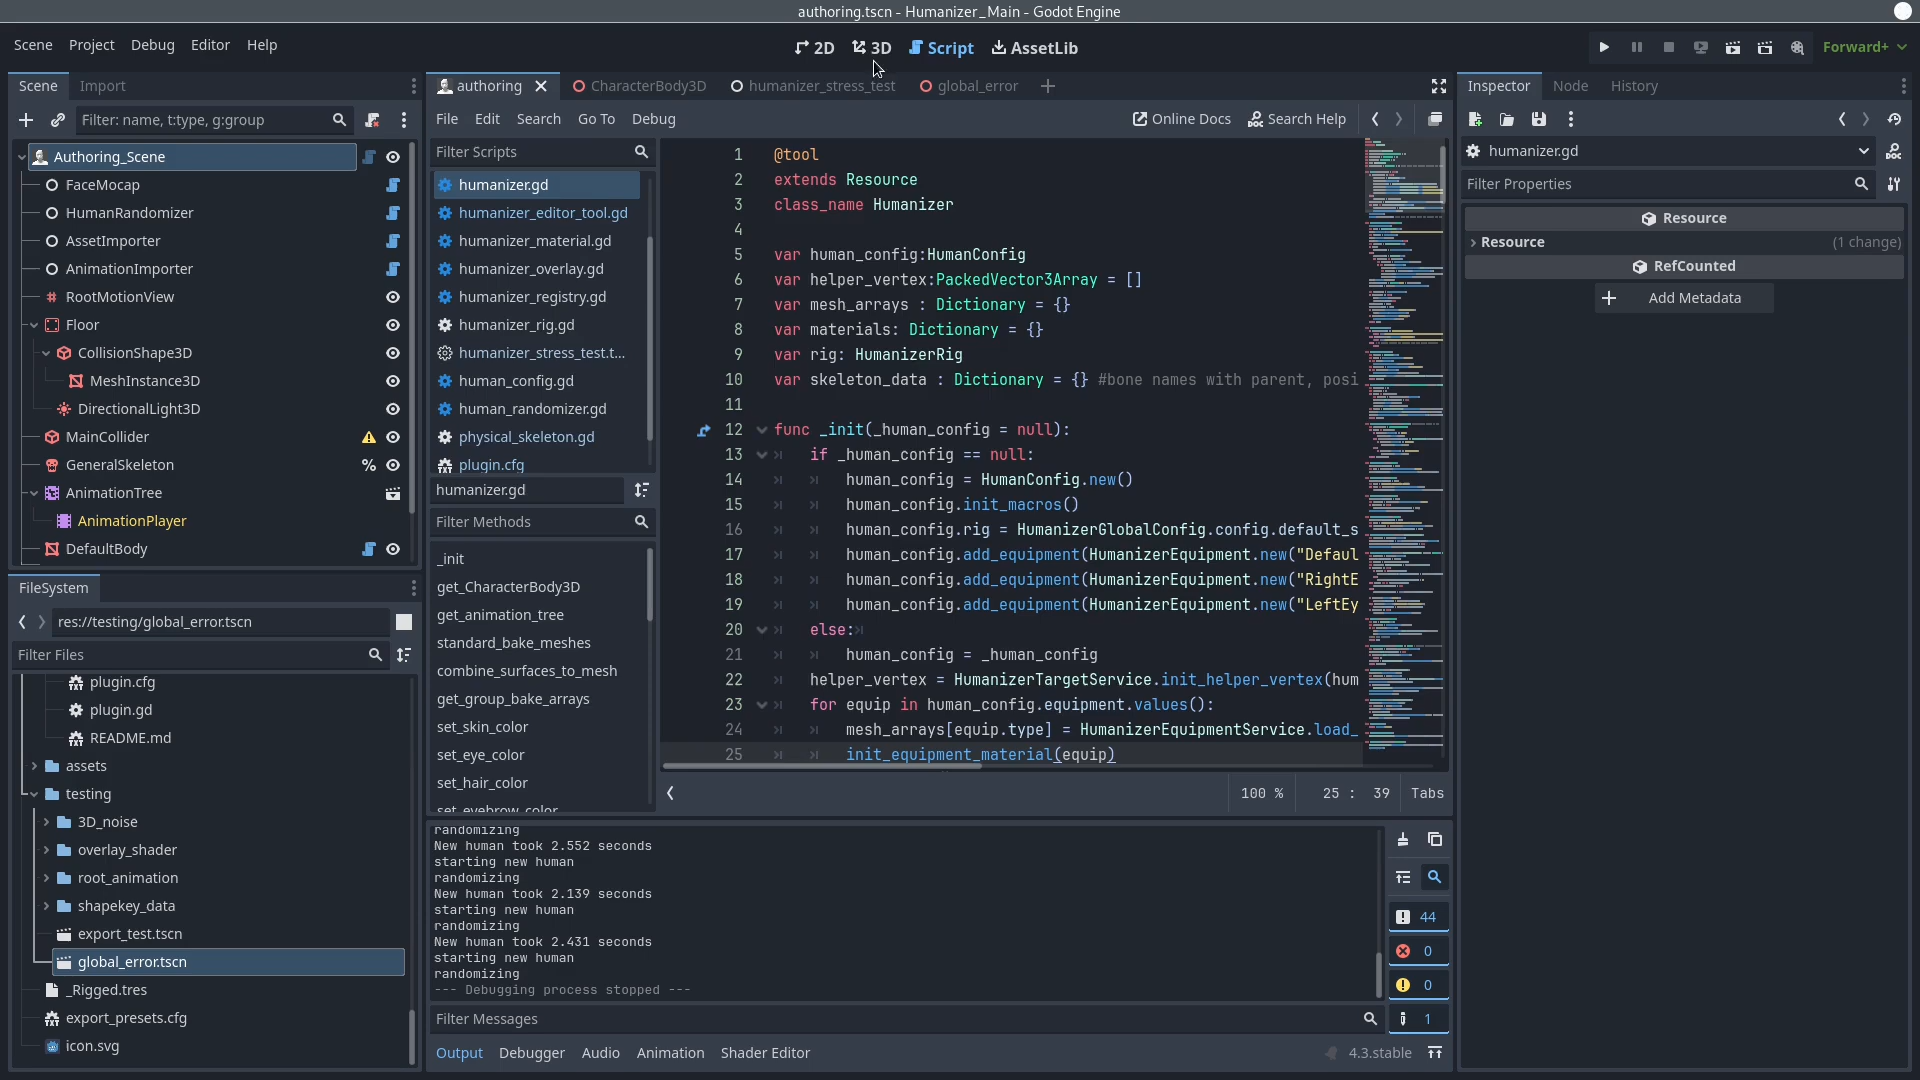 authoring.tscn - Humanizer_Main - Godot Engine
Scene Project Debug Editor Help
2D 3D Script AssetLib
Forward+
Scene Import
Filter: name, t:type, g:group
Authoring_Scene
FaceMocap
HumanRandomizer
AssetImporter
AnimationImporter
RootMotionView
Floor
CollisionShape3D
MeshInstance3D
DirectionalLight3D
MainCollider
GeneralSkeleton %
AnimationTree
AnimationPlayer
DefaultBody
FileSystem
res://testing/global_error.tscn
Filter Files
plugin.cfg
plugin.gd
README.md
assets
testing
3D_noise
overlay_shader
root_animation
shapekey_data
export_test.tscn
global_error.tscn
_Rigged.tres
export_presets.cfg
icon.svg
authoring CharacterBody3D humanizer_stress_test global_error
File Edit Search Go To Debug
Online Docs Search Help
Filter Scripts
humanizer.gd
humanizer_editor_tool.gd
humanizer_material.gd
humanizer_overlay.gd
humanizer_registry.gd
humanizer_rig.gd
humanizer_stress_test.t...
human_config.gd
human_randomizer.gd
physical_skeleton.gd
plugin.cfg
humanizer.gd
Filter Methods
_init
get_CharacterBody3D
get_animation_tree
standard_bake_meshes
combine_surfaces_to_mesh
get_group_bake_arrays
set_skin_color
set_eye_color
set_hair_color
set_eyebrow_color
1 @tool
2 extends Resource
3 class_name Humanizer
4
5 var human_config:HumanConfig
6 var helper_vertex:PackedVector3Array = []
7 var mesh_arrays : Dictionary = {}
8 var materials: Dictionary = {}
9 var rig: HumanizerRig
10 var skeleton_data : Dictionary = {} #bone names with parent, posi
11
12 func _init(_human_config = null):
13 if _human_config == null:
14 human_config = HumanConfig.new()
15 human_config.init_macros()
16 human_config.rig = HumanizerGlobalConfig.config.default_s
17 human_config.add_equipment(HumanizerEquipment.new("Defaul
18 human_config.add_equipment(HumanizerEquipment.new("RightE
19 human_config.add_equipment(HumanizerEquipment.new("LeftEy
20 else:
21 human_config = _human_config
22 helper_vertex = HumanizerTargetService.init_helper_vertex(hum
23 for equip in human_config.equipment.values():
24 mesh_arrays[equip.type] = HumanizerEquipmentService.load_
25 init_equipment_material(equip)
100 % 25 : 39 Tabs
randomizing
New human took 2.552 seconds
starting new human
randomizing
New human took 2.139 seconds
starting new human
randomizing
New human took 2.431 seconds
starting new human
randomizing
--- Debugging process stopped ---
44
0
0
1
Filter Messages
Output Debugger Audio Animation Shader Editor
4.3.stable
Inspector Node History
humanizer.gd
Filter Properties
Resource
Resource (1 change)
RefCounted
Add Metadata